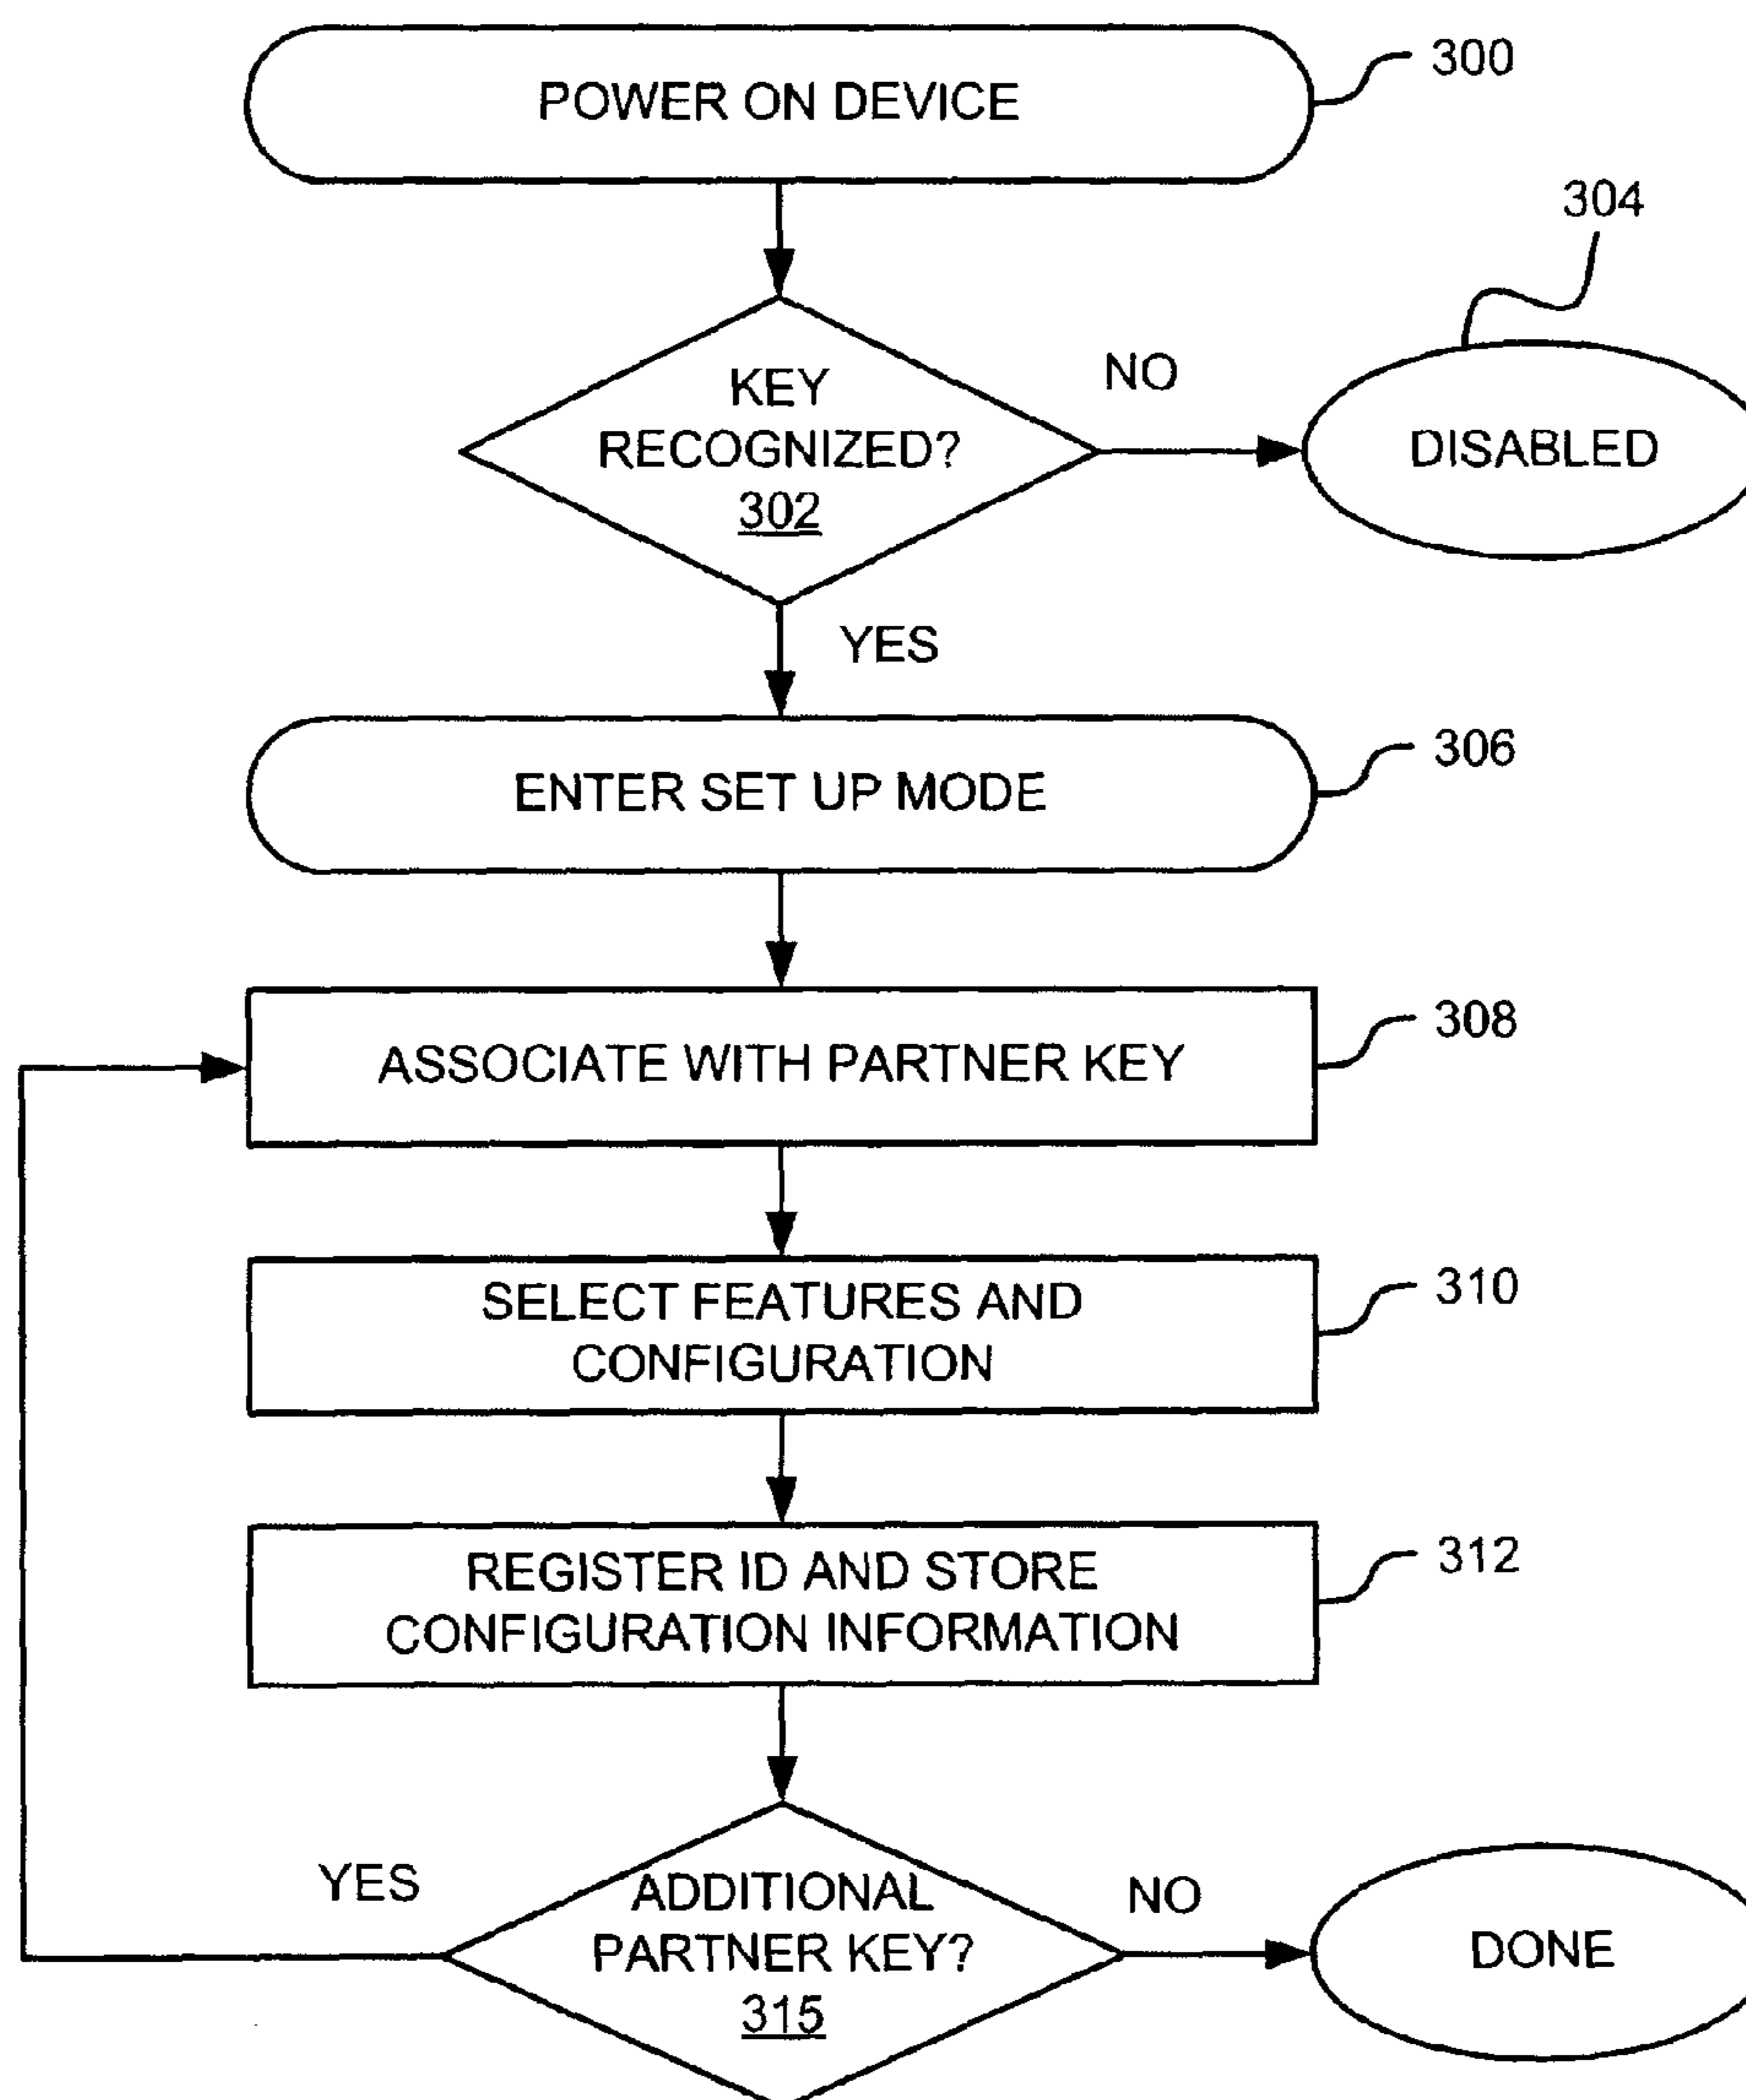 POWER ON DEVICE
300
304
KEY
RECOGNIZED?
302
NO
DISABLED
YES
ENTER SET UP MODE
306
ASSOCIATE WITH PARTNER KEY
308
SELECT FEATURES AND
CONFIGURATION
310
REGISTER ID AND STORE
CONFIGURATION INFORMATION
312
YES
ADDITIONAL
PARTNER KEY?
315
NO
DONE